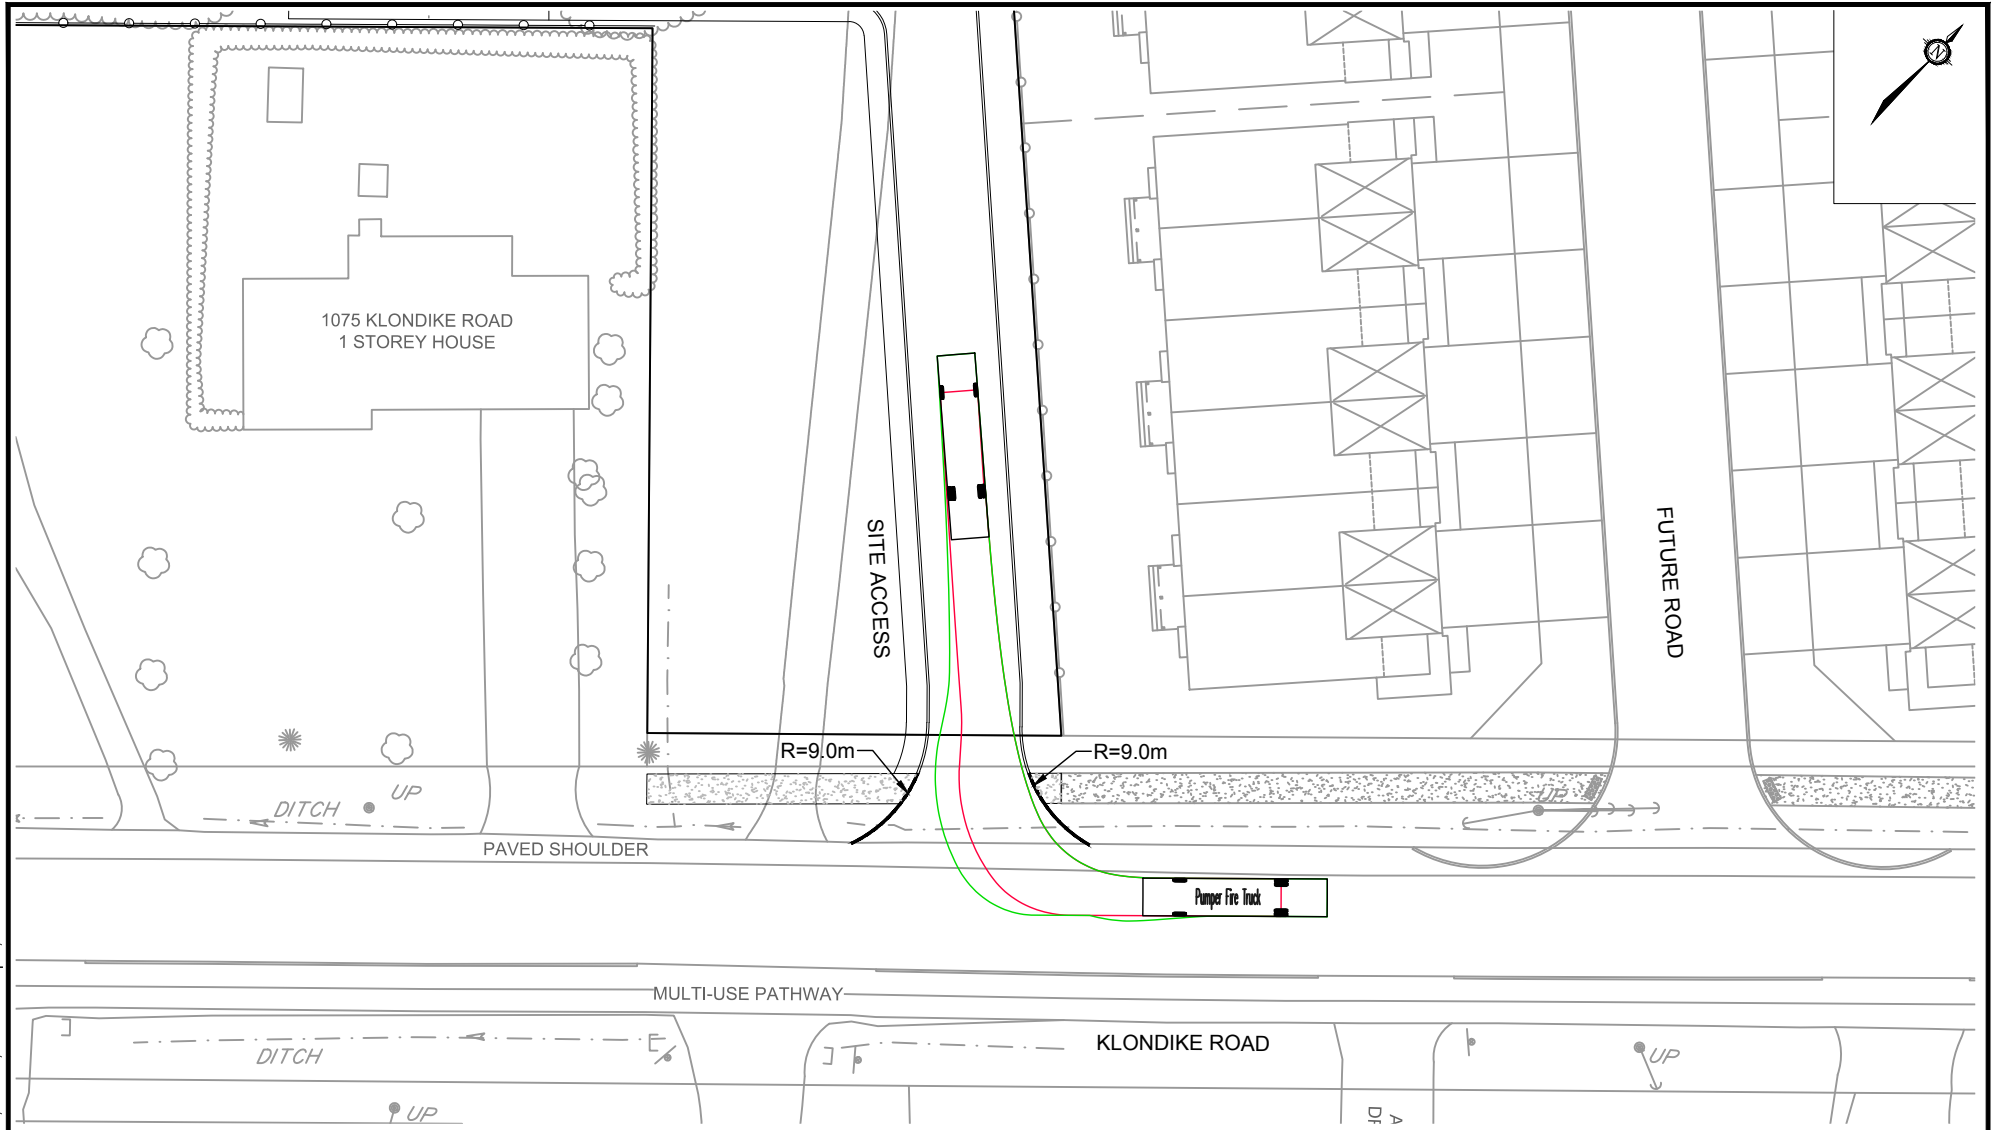 N
1075 KLONDIKE ROAD
1 STOREY HOUSE
SITE ACCESS
FUTURE ROAD
R=9.0m
R=9.0m
DITCH
UP
UP
PAVED SHOULDER
Pumper Fire Truck
MULTI-USE PATHWAY
KLONDIKE ROAD
DITCH
UP
UP